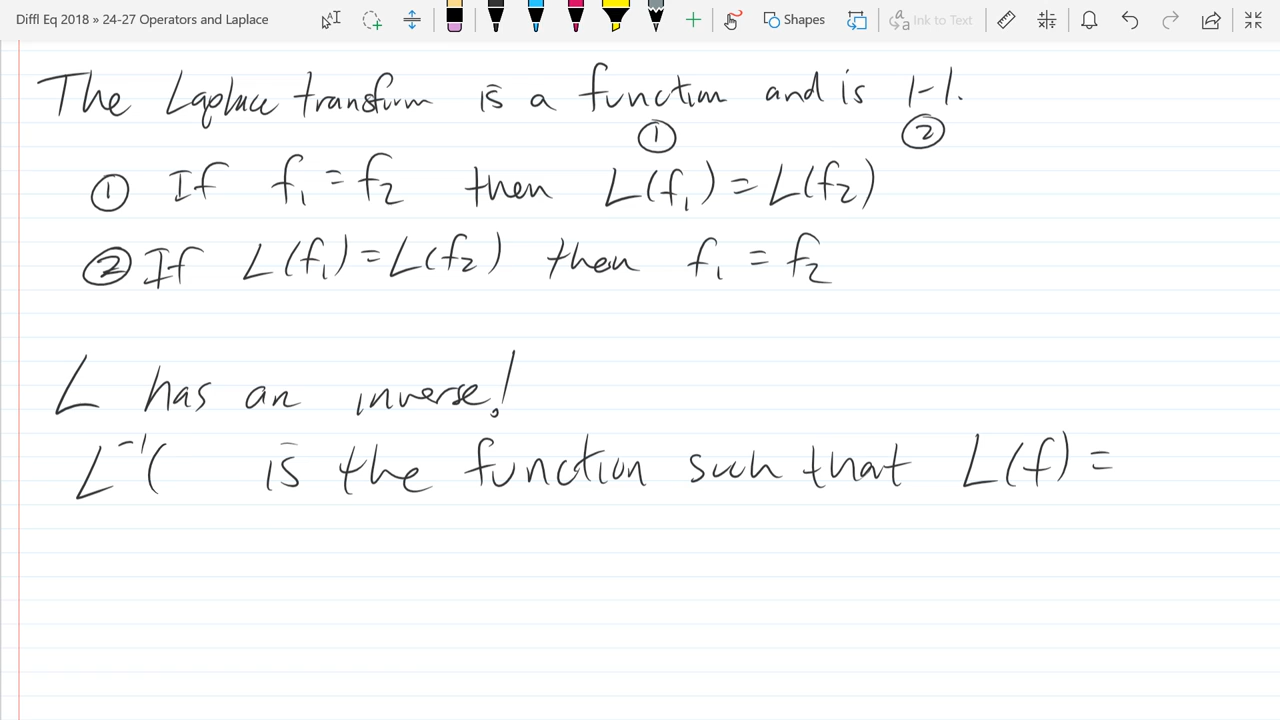 Diffl Eq 2018 » 24-27 Operators and Laplace Shapes Ink to Text
The Laplace transform is a function and is 1-1.
① ②
① If f₁ = f₂ then L(f₁) = L(f₂)
② If L(f₁) = L(f₂) then f₁ = f₂
L has an inverse!
L⁻¹( is the function such that L(f) =